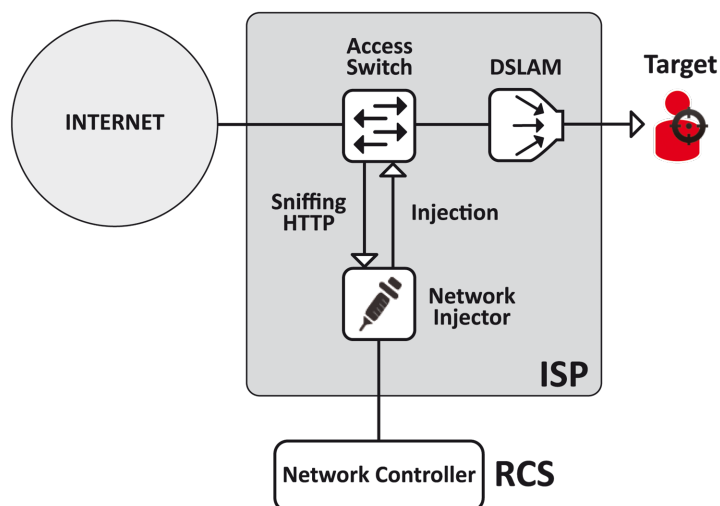 Access
Switch
DSLAM
Target
INTERNET
Sniffing
HTTP
Injection
Network
Injector
ISP
Network Controller
RCS